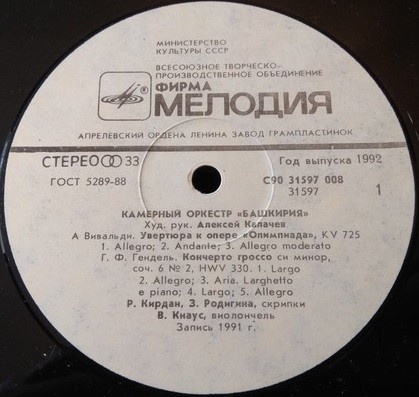 МИНИСТЕРСТВО
КУЛЬТУРЫ СССР
ВСЕСОЮЗНОЕ ТВОРЧЕСКО-
ПРОИЗВОДСТВЕННОЕ ОБЪЕДИНЕНИЕ
ФИРМА
МЕЛОДИЯ
АПРЕЛЕВСКИЙ ОРДЕНА ЛЕНИНА ЗАВОД ГРАМПЛАСТИНОК
СТЕРЕО 33
Год выпуска 1992
ГОСТ 5289-88
С90 31597 008
31597
1
КАМЕРНЫЙ ОРКЕСТР «БАШКИРИЯ»
Худ. рук. Алексей
А Вивальди. Увертюра к опере «Олимпиада», KV 725
1. Allegro; 2. Andante; 3. Allegro moderato
Г. Ф. Гендель. Кончерто гроссо си минор,
соч. 6 № 2, HWV 330. 1. Largo
2. Allegro; 3. Aria. Larghetto
e piano; 4. Largo; 5. Allegro
Р. Кирдан, З. Родигина, скрипки
В. Кнаус, виолончель
Запись 1991 г.